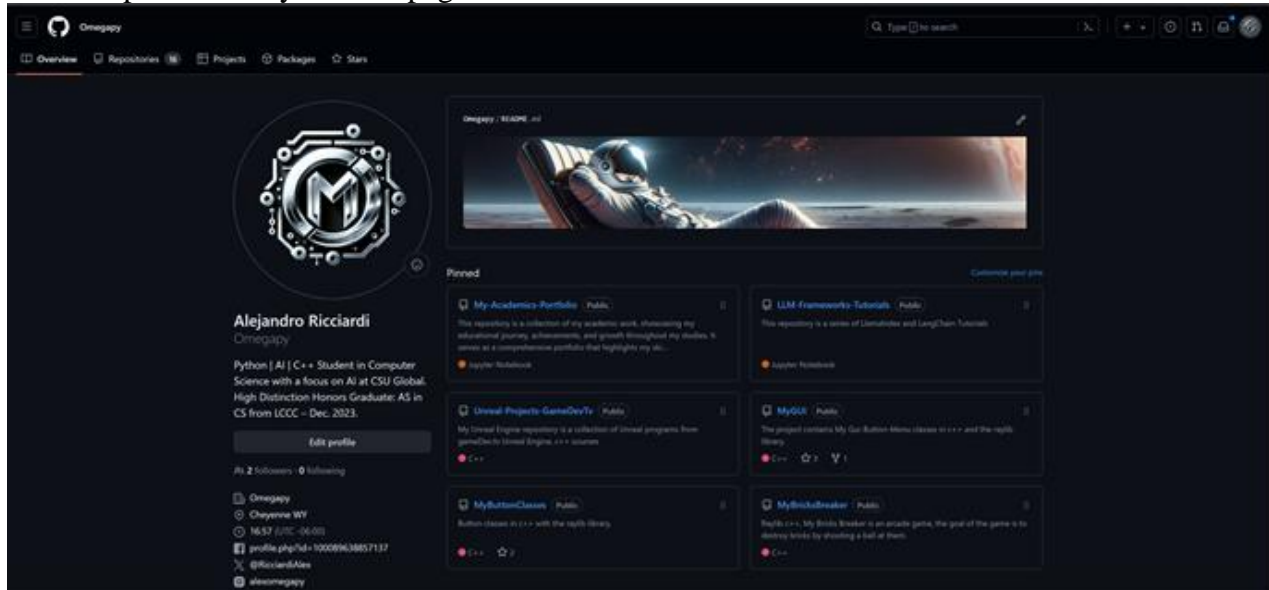 Omegapy
Type / to search
Overview
Repositories 16
Projects
Packages
Stars
Omegapy / README.md
Pinned
Customize your pins
My-Academics-Portfolio Public
This repository is a collection of my academic work, showcasing my
educational journey, achievements, and growth throughout my studies. It
serves as a comprehensive portfolio that highlights my ski...
Jupyter Notebook
LLM-Frameworks-Tutorials Public
This repository is a series of LlamaIndex and LangChain Tutorials
Jupyter Notebook
Unreal-Projects-GameDevTv Public
My Unreal Engine repository is a collection of Unreal programs from
gameDev.tv Unreal Engine, c++ sources
C++
MyGUI Public
The project contains My Gui Button-Menu classes in c++ and the raylib
library.
C++ 3 1
MyButtonClasses Public
Button classes in c++ with the raylib library.
C++ 2
MyBricksBreaker Public
Raylib c++, My Bricks Breaker is an arcade game, the goal of the game is to
destroy bricks by shooting a ball at them.
C++
Alejandro Ricciardi
Omegapy
Python | AI | C++ Student in Computer
Science with a focus on AI at CSU Global.
High Distinction Honors Graduate: AS in
CS from LCCC – Dec. 2023.
Edit profile
2 followers · 0 following
Omegapy
Cheyenne WY
16:57 (UTC -06:00)
profile.php?id=100089638857137
@RicciardiAlex
alexomegapy